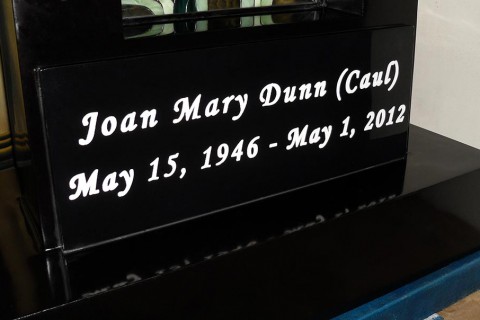 Joan Mary Dunn (Caul)
May 15, 1946 - May 1, 2012